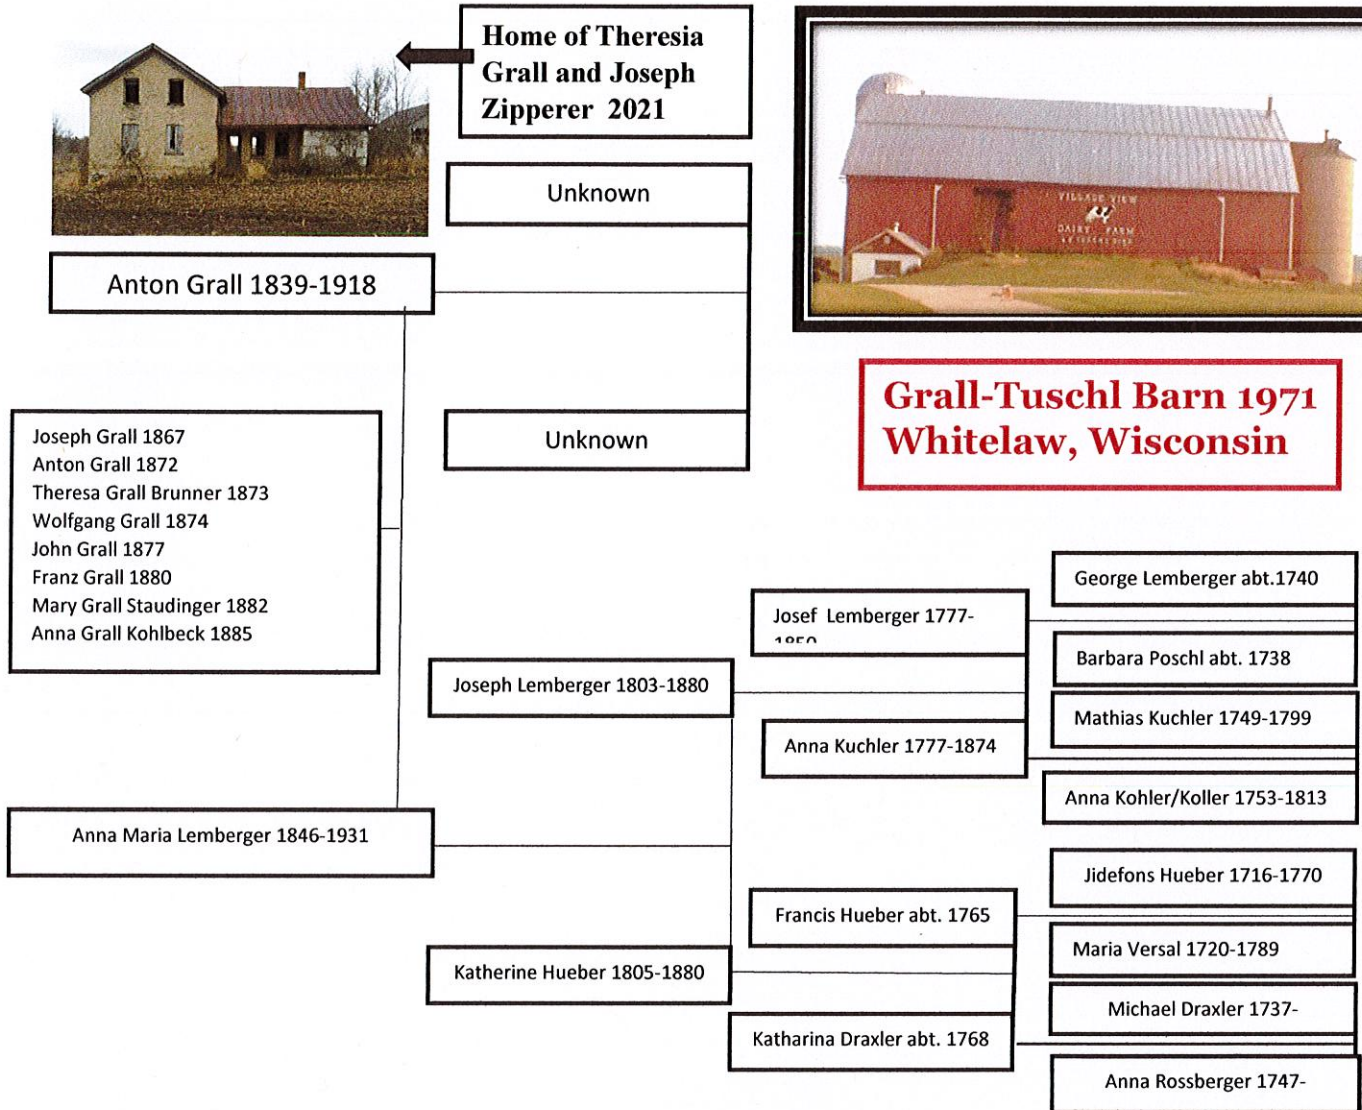 Home of Theresia
Grall and Joseph
Zipperer 2021
Unknown
VILLAGE VIEW
DAIRY FARM
Anton Grall 1839-1918
Grall-Tuschl Barn 1971
Whitelaw, Wisconsin
Unknown
Joseph Grall 1867
Anton Grall 1872
Theresa Grall Brunner 1873
Wolfgang Grall 1874
John Grall 1877
Franz Grall 1880
Mary Grall Staudinger 1882
Anna Grall Kohlbeck 1885
George Lemberger abt.1740
Josef Lemberger 1777-
Barbara Poschl abt. 1738
Joseph Lemberger 1803-1880
Mathias Kuchler 1749-1799
Anna Kuchler 1777-1874
Anna Kohler/Koller 1753-1813
Anna Maria Lemberger 1846-1931
Jidefons Hueber 1716-1770
Francis Hueber abt. 1765
Maria Versal 1720-1789
Katherine Hueber 1805-1880
Michael Draxler 1737-
Katharina Draxler abt. 1768
Anna Rossberger 1747-